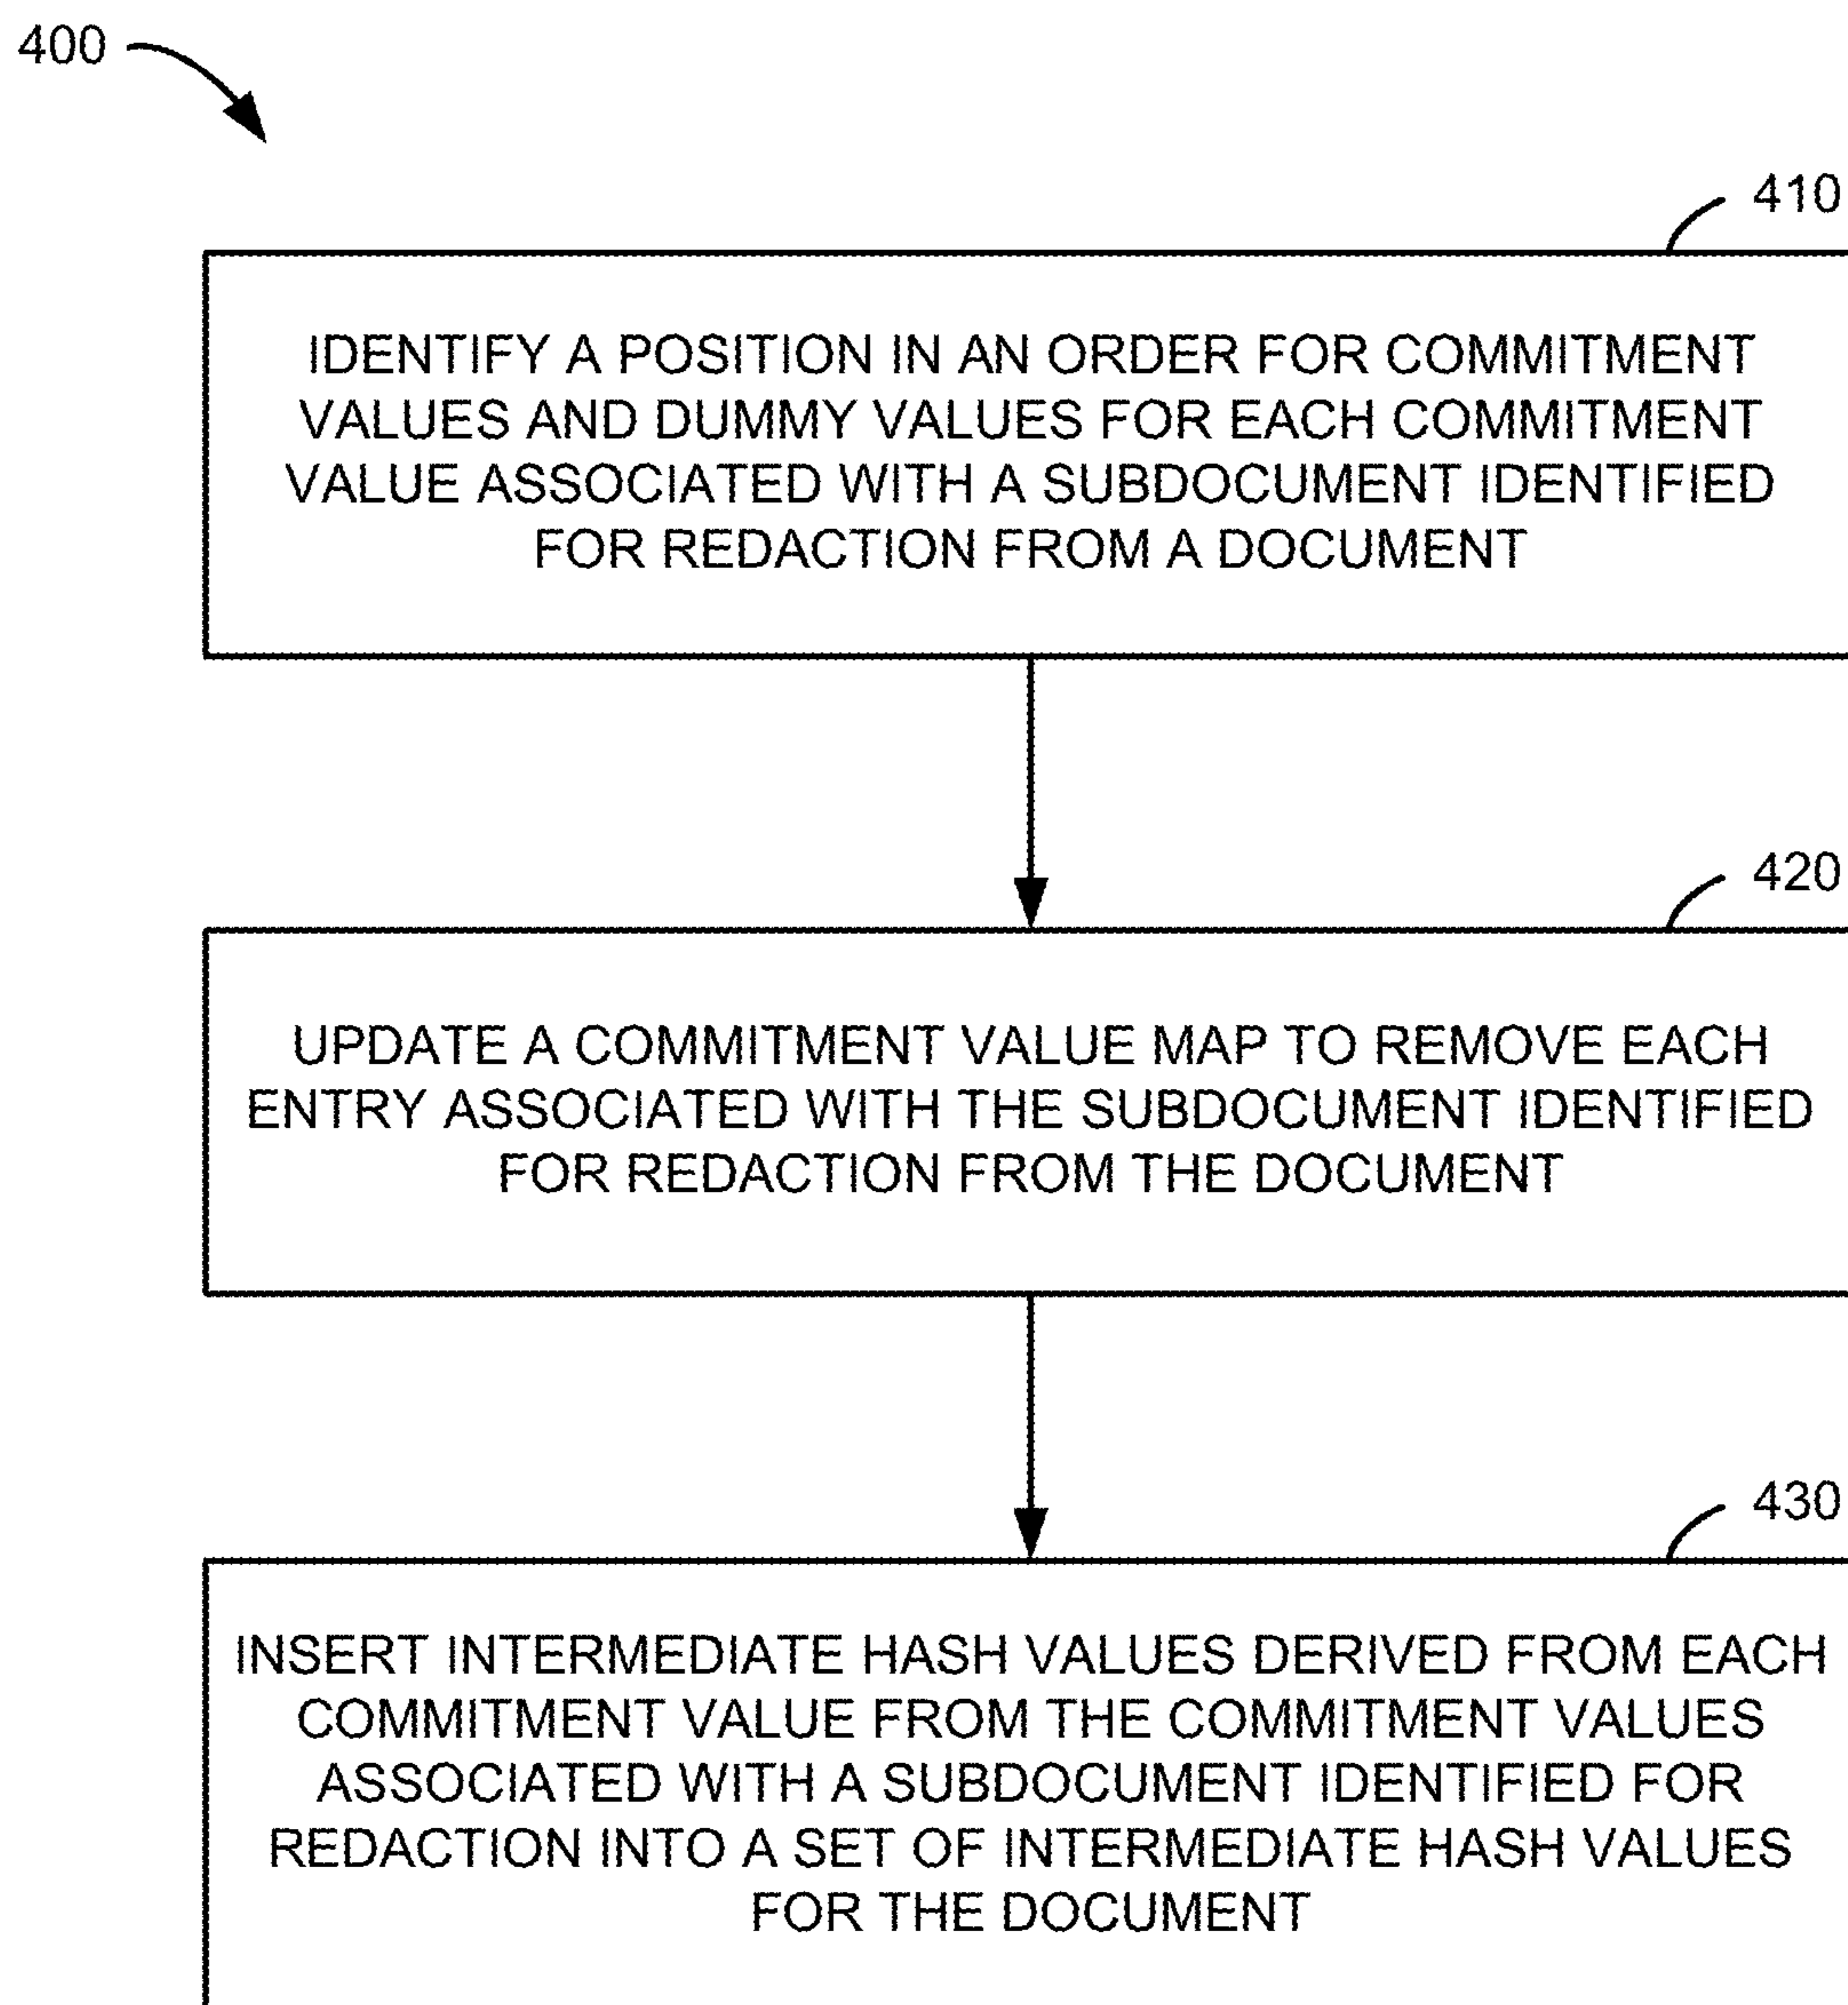 400
410
IDENTIFY A POSITION IN AN ORDER FOR COMMITMENT
VALUES AND DUMMY VALUES FOR EACH COMMITMENT
VALUE ASSOCIATED WITH A SUBDOCUMENT IDENTIFIED
FOR REDACTION FROM A DOCUMENT
420
UPDATE A COMMITMENT VALUE MAP TO REMOVE EACH
ENTRY ASSOCIATED WITH THE SUBDOCUMENT IDENTIFIED
FOR REDACTION FROM THE DOCUMENT
430
INSERT INTERMEDIATE HASH VALUES DERIVED FROM EACH
COMMITMENT VALUE FROM THE COMMITMENT VALUES
ASSOCIATED WITH A SUBDOCUMENT IDENTIFIED FOR
REDACTION INTO A SET OF INTERMEDIATE HASH VALUES
FOR THE DOCUMENT